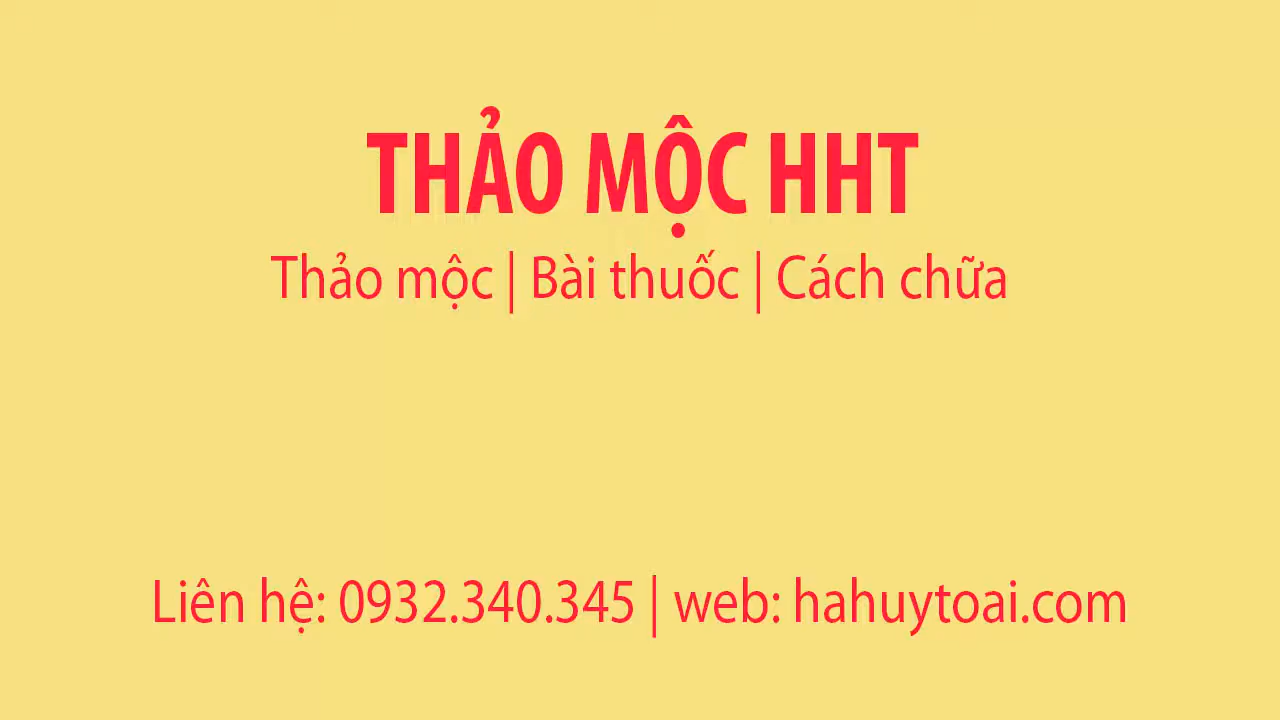 THẢO MỘC HHT
Thảo mộc | Bài thuốc | Cách chữa
Liên hệ: 0932.340.345 | web: hahuytoai.com